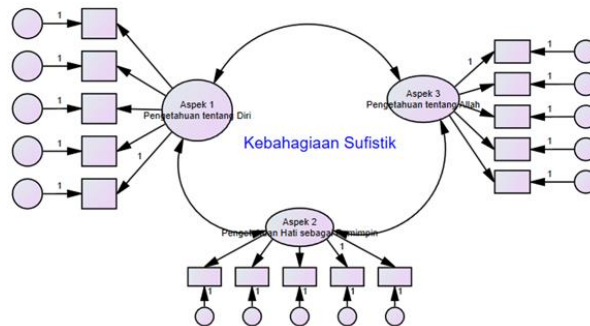 1
1
1
1
1
1
Aspek 1
Pengetahuan tentang Diri
Kebahagiaan Sufistik
1
1
1
1
1
1
Aspek 3
Pengetahuan tentang Allah
Aspek 2
Pengetahuan Hati sebagai Pemimpin
1
1
1
1
1
1